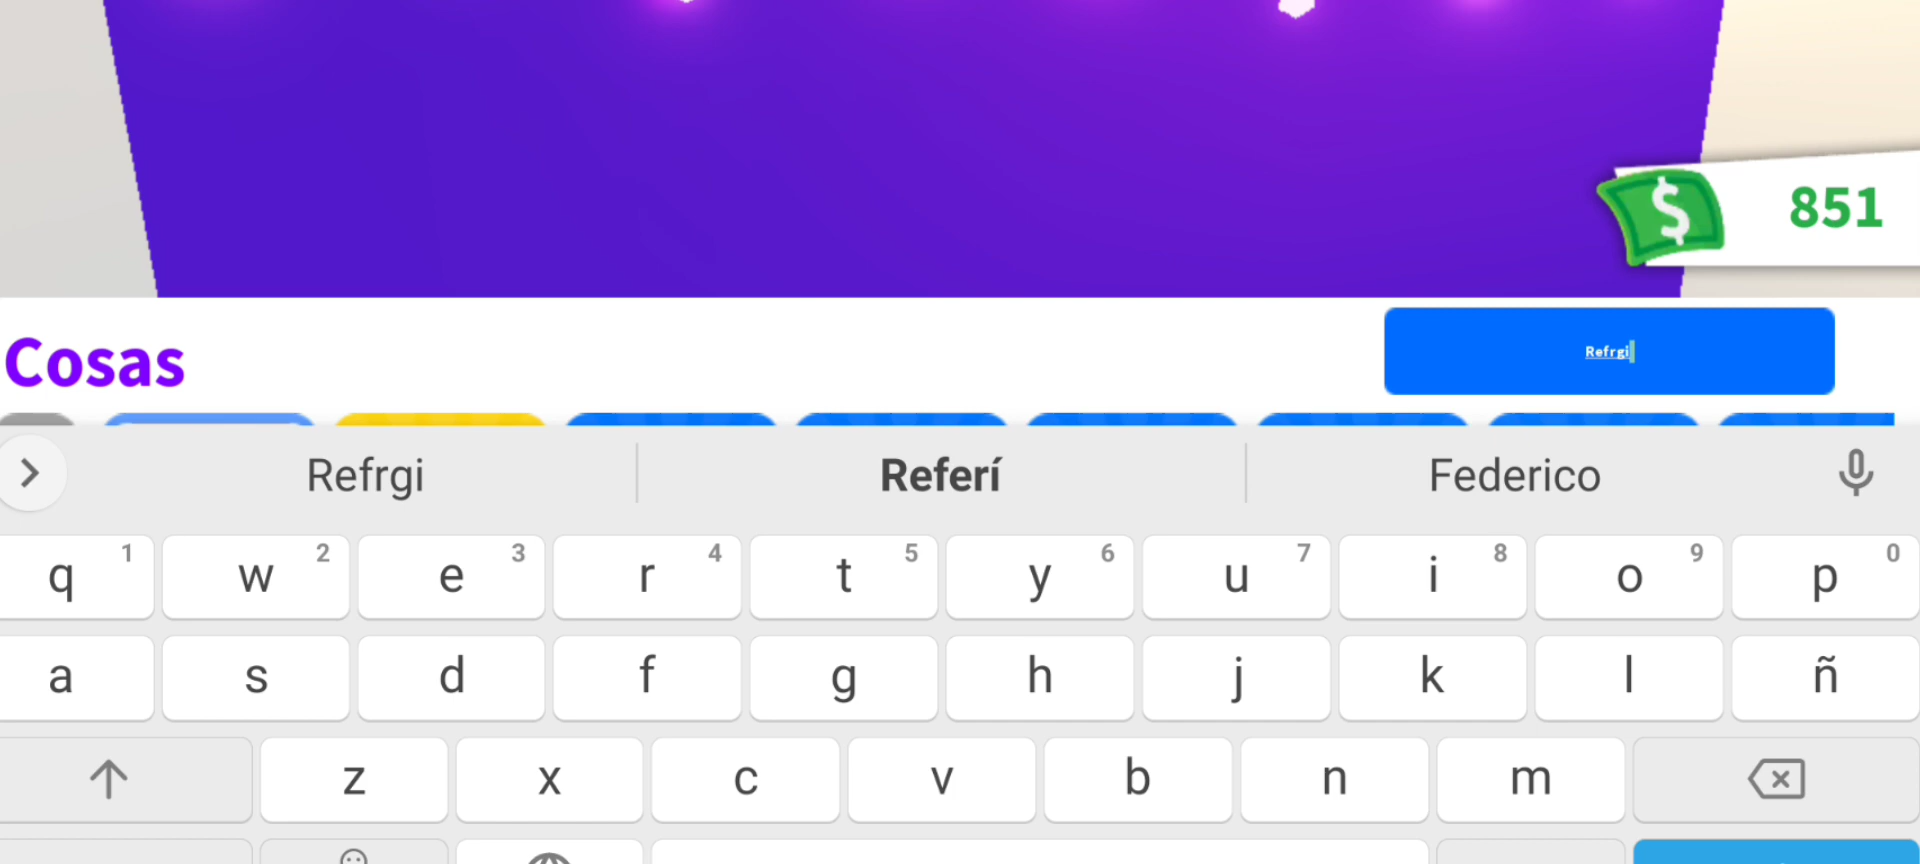 851
Cosas
Refrgi
Refrgi Referí Federico
q 1 w 2 e 3 r 4 t 5 y 6 u 7 i 8 o 9 p 0
a s d f g h j k l ñ
z x c v b n m